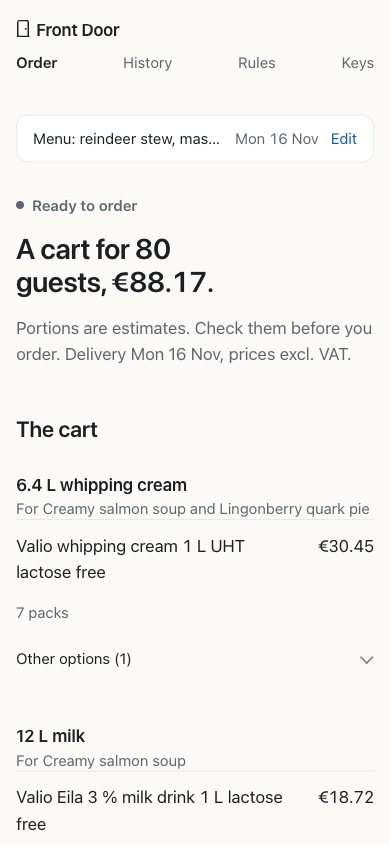 Front Door
Order History Rules Keys
Menu: reindeer stew, mas... Mon 16 Nov Edit
Ready to order
A cart for 80
guests, €88.17.
Portions are estimates. Check them before you
order. Delivery Mon 16 Nov, prices excl. VAT.
The cart
6.4 L whipping cream
For Creamy salmon soup and Lingonberry quark pie
Valio whipping cream 1 L UHT €30.45
lactose free
7 packs
Other options (1)
12 L milk
For Creamy salmon soup
Valio Eila 3 % milk drink 1 L lactose €18.72
free